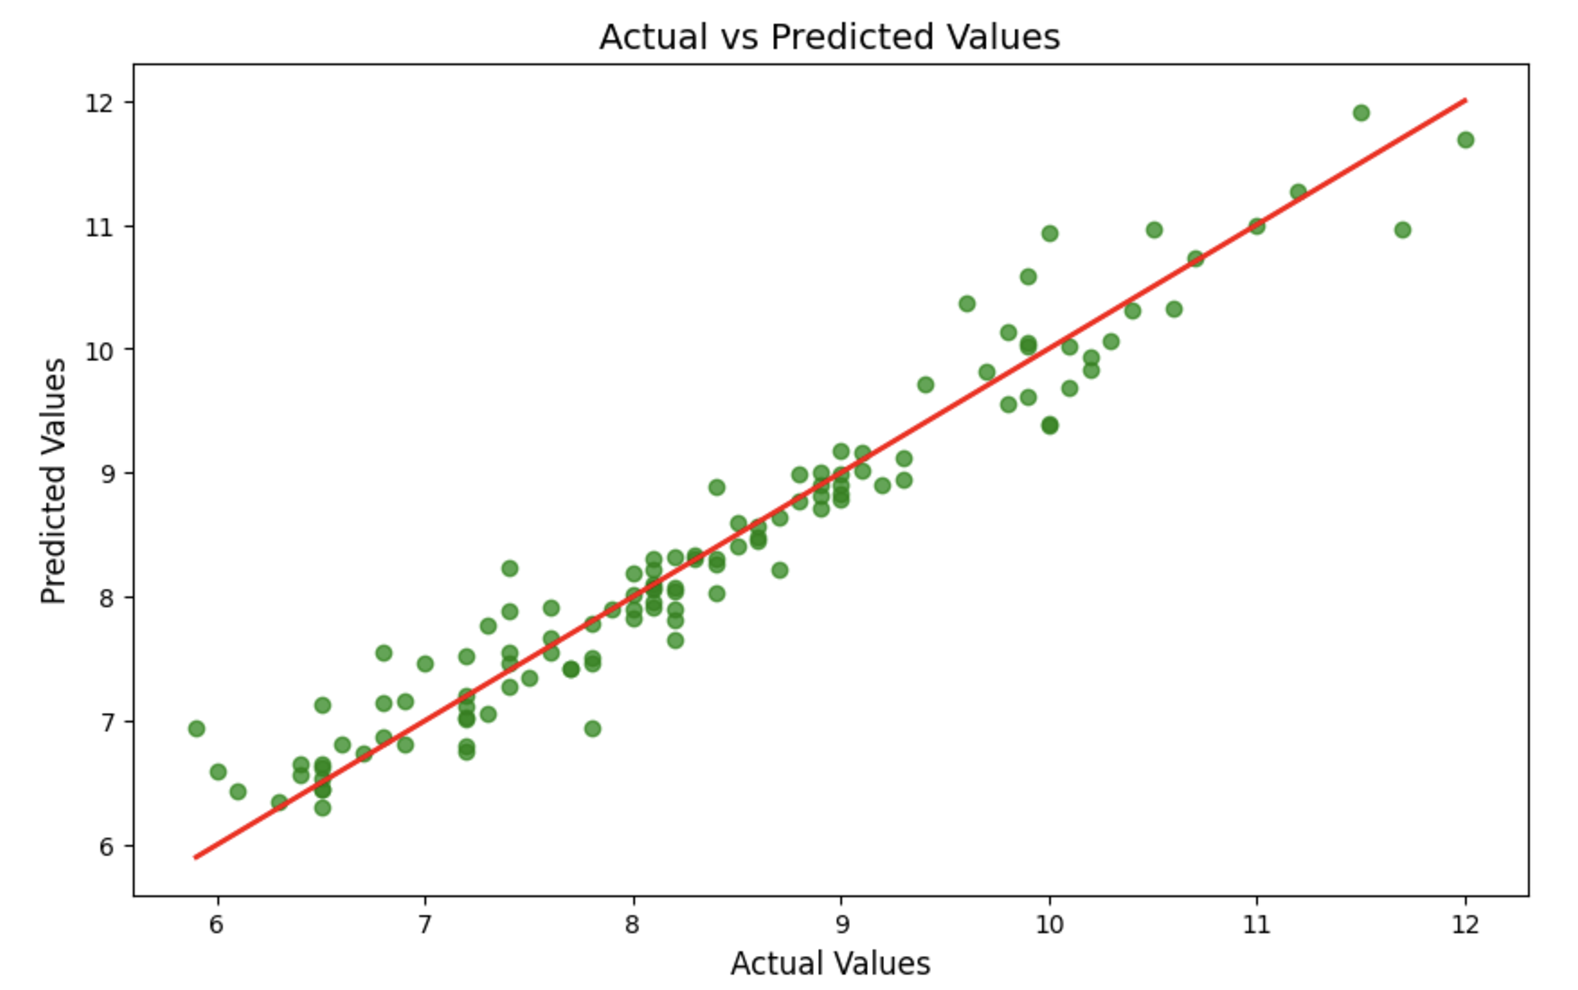 Actual vs Predicted Values
12
11
10
9
8
7
6
Predicted Values
6 7 8 9 10 11 12
Actual Values